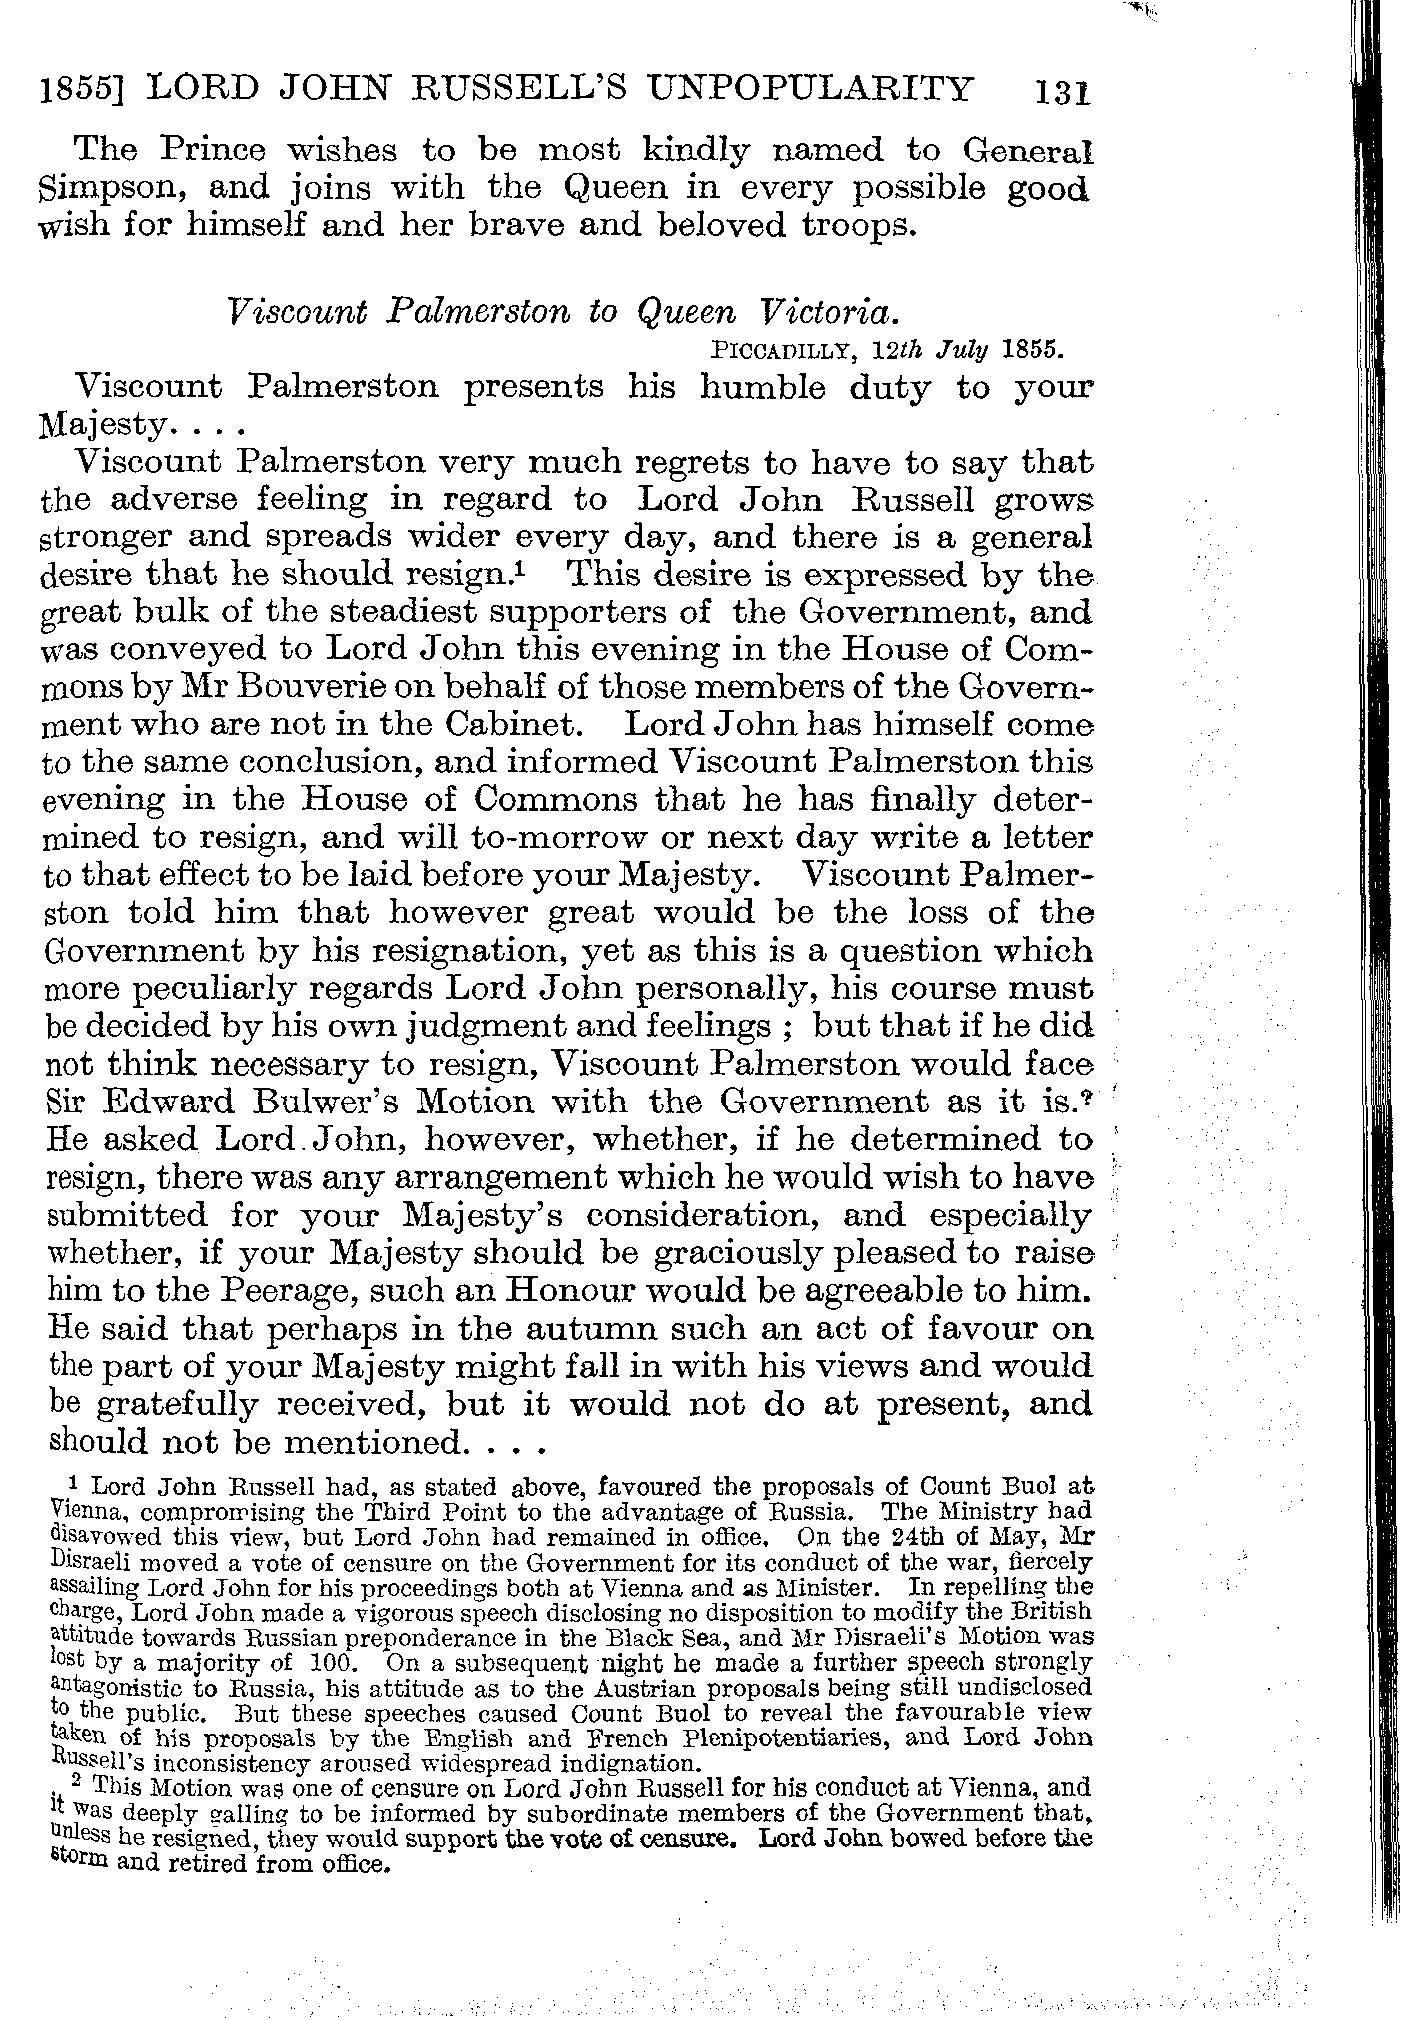 1855] LORD JOHN RUSSELL'S UNPOPULARITY 131
The Prince wishes to be most kindly named to General
Simpson, and joins with the Queen in every possible good
wish for himself and her brave and beloved troops.
Viscount Palmerston to Queen Victoria.
PICCADILLY, 12th July 1855.
Viscount Palmerston presents his humble duty to your
Majesty. . . .
Viscount Palmerston very much regrets to have to say that
the adverse feeling in regard to Lord John Russell grows
stronger and spreads wider every day, and there is a general
desire that he should resign.¹ This desire is expressed by the
great bulk of the steadiest supporters of the Government, and
was conveyed to Lord John this evening in the House of Com-
mons by Mr Bouverie on behalf of those members of the Govern-
ment who are not in the Cabinet. Lord John has himself come
to the same conclusion, and informed Viscount Palmerston this
evening in the House of Commons that he has finally deter-
mined to resign, and will to-morrow or next day write a letter
to that effect to be laid before your Majesty. Viscount Palmer-
ston told him that however great would be the loss of the
Government by his resignation, yet as this is a question which
more peculiarly regards Lord John personally, his course must
be decided by his own judgment and feelings ; but that if he did
not think necessary to resign, Viscount Palmerston would face
Sir Edward Bulwer's Motion with the Government as it is.²
He asked Lord John, however, whether, if he determined to
resign, there was any arrangement which he would wish to have
submitted for your Majesty's consideration, and especially
whether, if your Majesty should be graciously pleased to raise
him to the Peerage, such an Honour would be agreeable to him.
He said that perhaps in the autumn such an act of favour on
the part of your Majesty might fall in with his views and would
be gratefully received, but it would not do at present, and
should not be mentioned. . . .
¹ Lord John Russell had, as stated above, favoured the proposals of Count Buol at
Vienna, compromising the Third Point to the advantage of Russia. The Ministry had
disavowed this view, but Lord John had remained in office. On the 24th of May, Mr
Disraeli moved a vote of censure on the Government for its conduct of the war, fiercely
assailing Lord John for his proceedings both at Vienna and as Minister. In repelling the
charge, Lord John made a vigorous speech disclosing no disposition to modify the British
attitude towards Russian preponderance in the Black Sea, and Mr Disraeli's Motion was
lost by a majority of 100. On a subsequent night he made a further speech strongly
antagonistic to Russia, his attitude as to the Austrian proposals being still undisclosed
to the public. But these speeches caused Count Buol to reveal the favourable view
taken of his proposals by the English and French Plenipotentiaries, and Lord John
Russell's inconsistency aroused widespread indignation.
² This Motion was one of censure on Lord John Russell for his conduct at Vienna, and
it was deeply galling to be informed by subordinate members of the Government that,
unless he resigned, they would support the vote of censure. Lord John bowed before the
storm and retired from office.